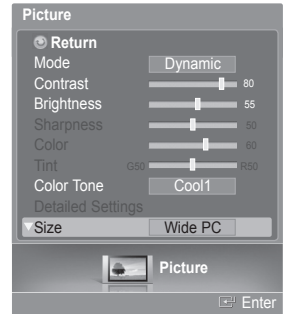 Picture
Return
Mode Dynamic
Contrast 80
Brightness 55
Sharpness 50
Color 60
Tint G50 R50
Color Tone Cool1
Detailed Settings
Size Wide PC
Picture
Enter